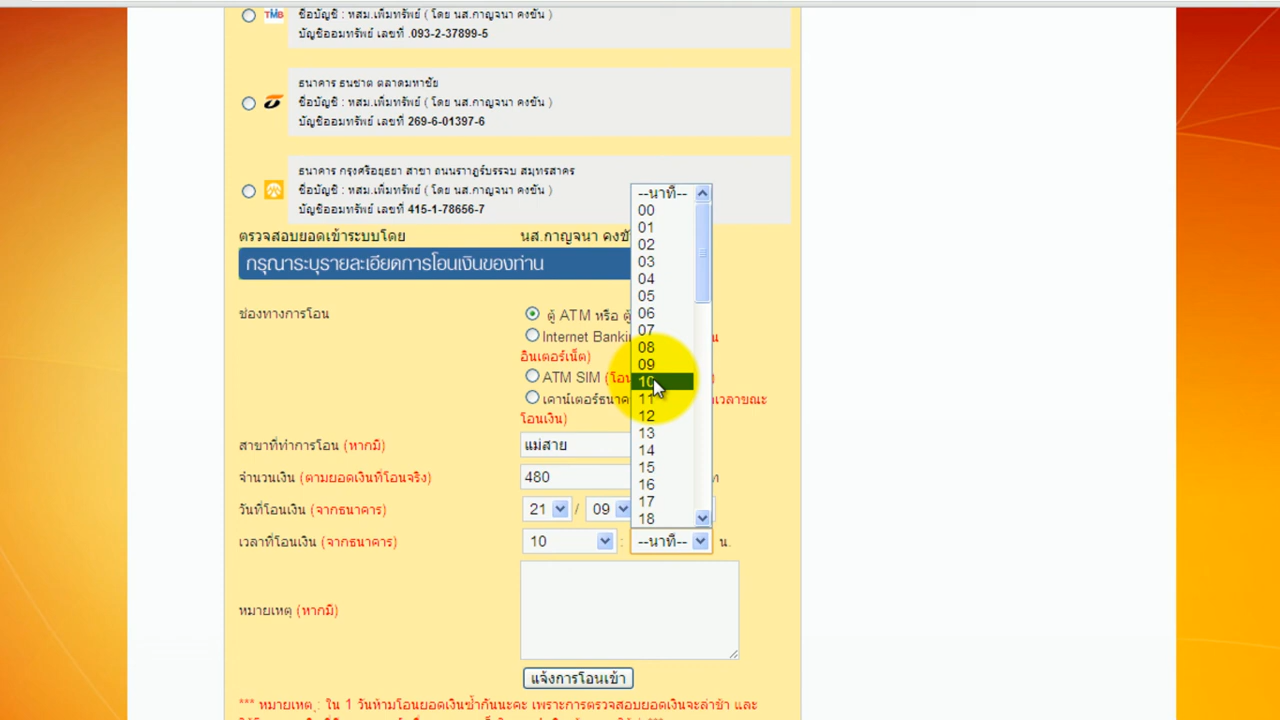 TMB ชื่อบัญชี : หสม.เพิ่มทรัพย์ ( โดย นส.กาญจนา คงขัน )
บัญชีออมทรัพย์ เลขที่ .093-2-37899-5
ธนาคาร ธนชาต ตลาดมหาชัย
ชื่อบัญชี : หสม.เพิ่มทรัพย์ ( โดย นส.กาญจนา คงขัน )
บัญชีออมทรัพย์ เลขที่ 269-6-01397-6
ธนาคาร กรุงศรีอยุธยา สาขา ถนนราาฎร์บรรจบ สมุทรสาคร
ชื่อบัญชี : หสม.เพิ่มทรัพย์ ( โดย นส.กาญจนา คงขัน )
บัญชีออมทรัพย์ เลขที่ 415-1-78656-7
ตรวจสอบยอดเข้าระบบโดย นส.กาญจนา คงขั
กรุณาระบุรายละเอียดการโอนเงินของท่าน
ช่องทางการโอน ตู้ ATM หรือ ตู้
Internet Banki น
อินเตอร์เน็ต)
ATM SIM (โอน )
เคาน์เตอร์ธนาค เวลาขณะ
โอนเงิน)
สาขาที่ทำการโอน (หากมี) แม่สาย
จำนวนเงิน (ตามยอดเงินที่โอนจริง) 480
วันที่โอนเงิน (จากธนาคาร) 21 / 09
เวลาที่โอนเงิน (จากธนาคาร) 10 : --นาที-- น.
--นาที--
00
01
02
03
04
05
06
07
08
09
10
11
12
13
14
15
16
17
18
หมายเหตุ (หากมี)
แจ้งการโอนเข้า
*** หมายเหตุ : ใน 1 วันห้ามโอนยอดเงินซ้ำกันนะคะ เพราะการตรวจสอบยอดเงินจะล่าช้า และ